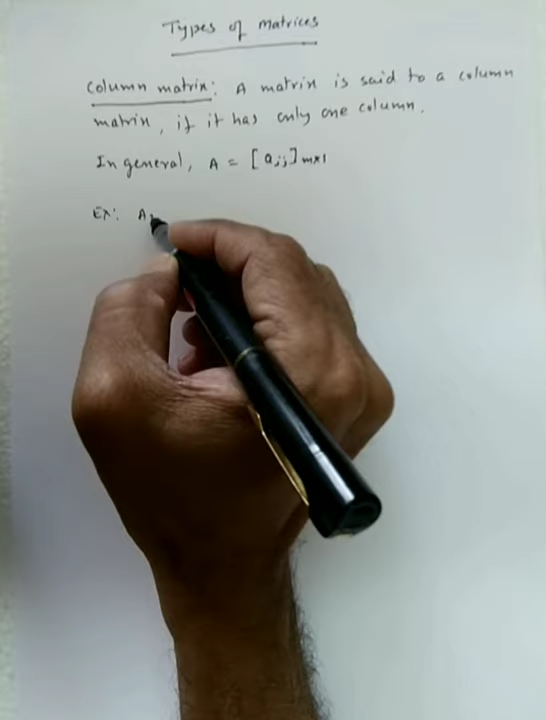 Types of matrices
Column matrix: A matrix is said to a column
matrix, if it has only one column.
In general, A = [aij]mx1
Ex: A